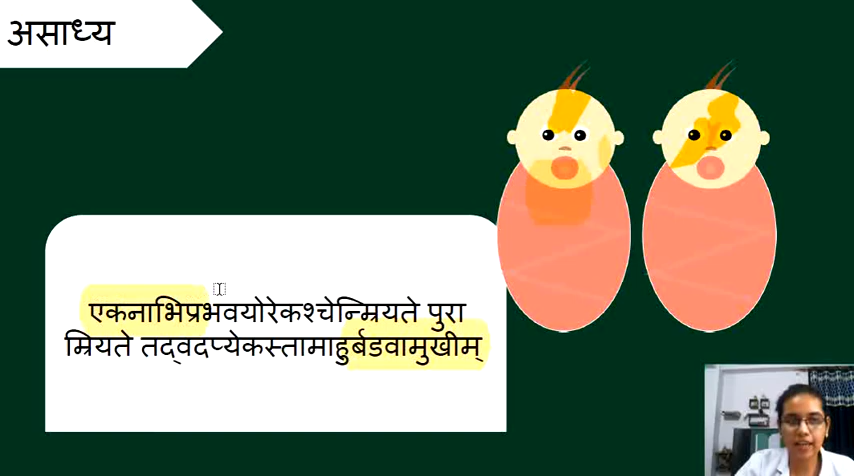 असाध्य
एकनाभिप्रभवयोरेकश्चेन्म्रियते पुरा
म्रियते तद्वदप्येकस्तामाहुर्बडवामुखीम्